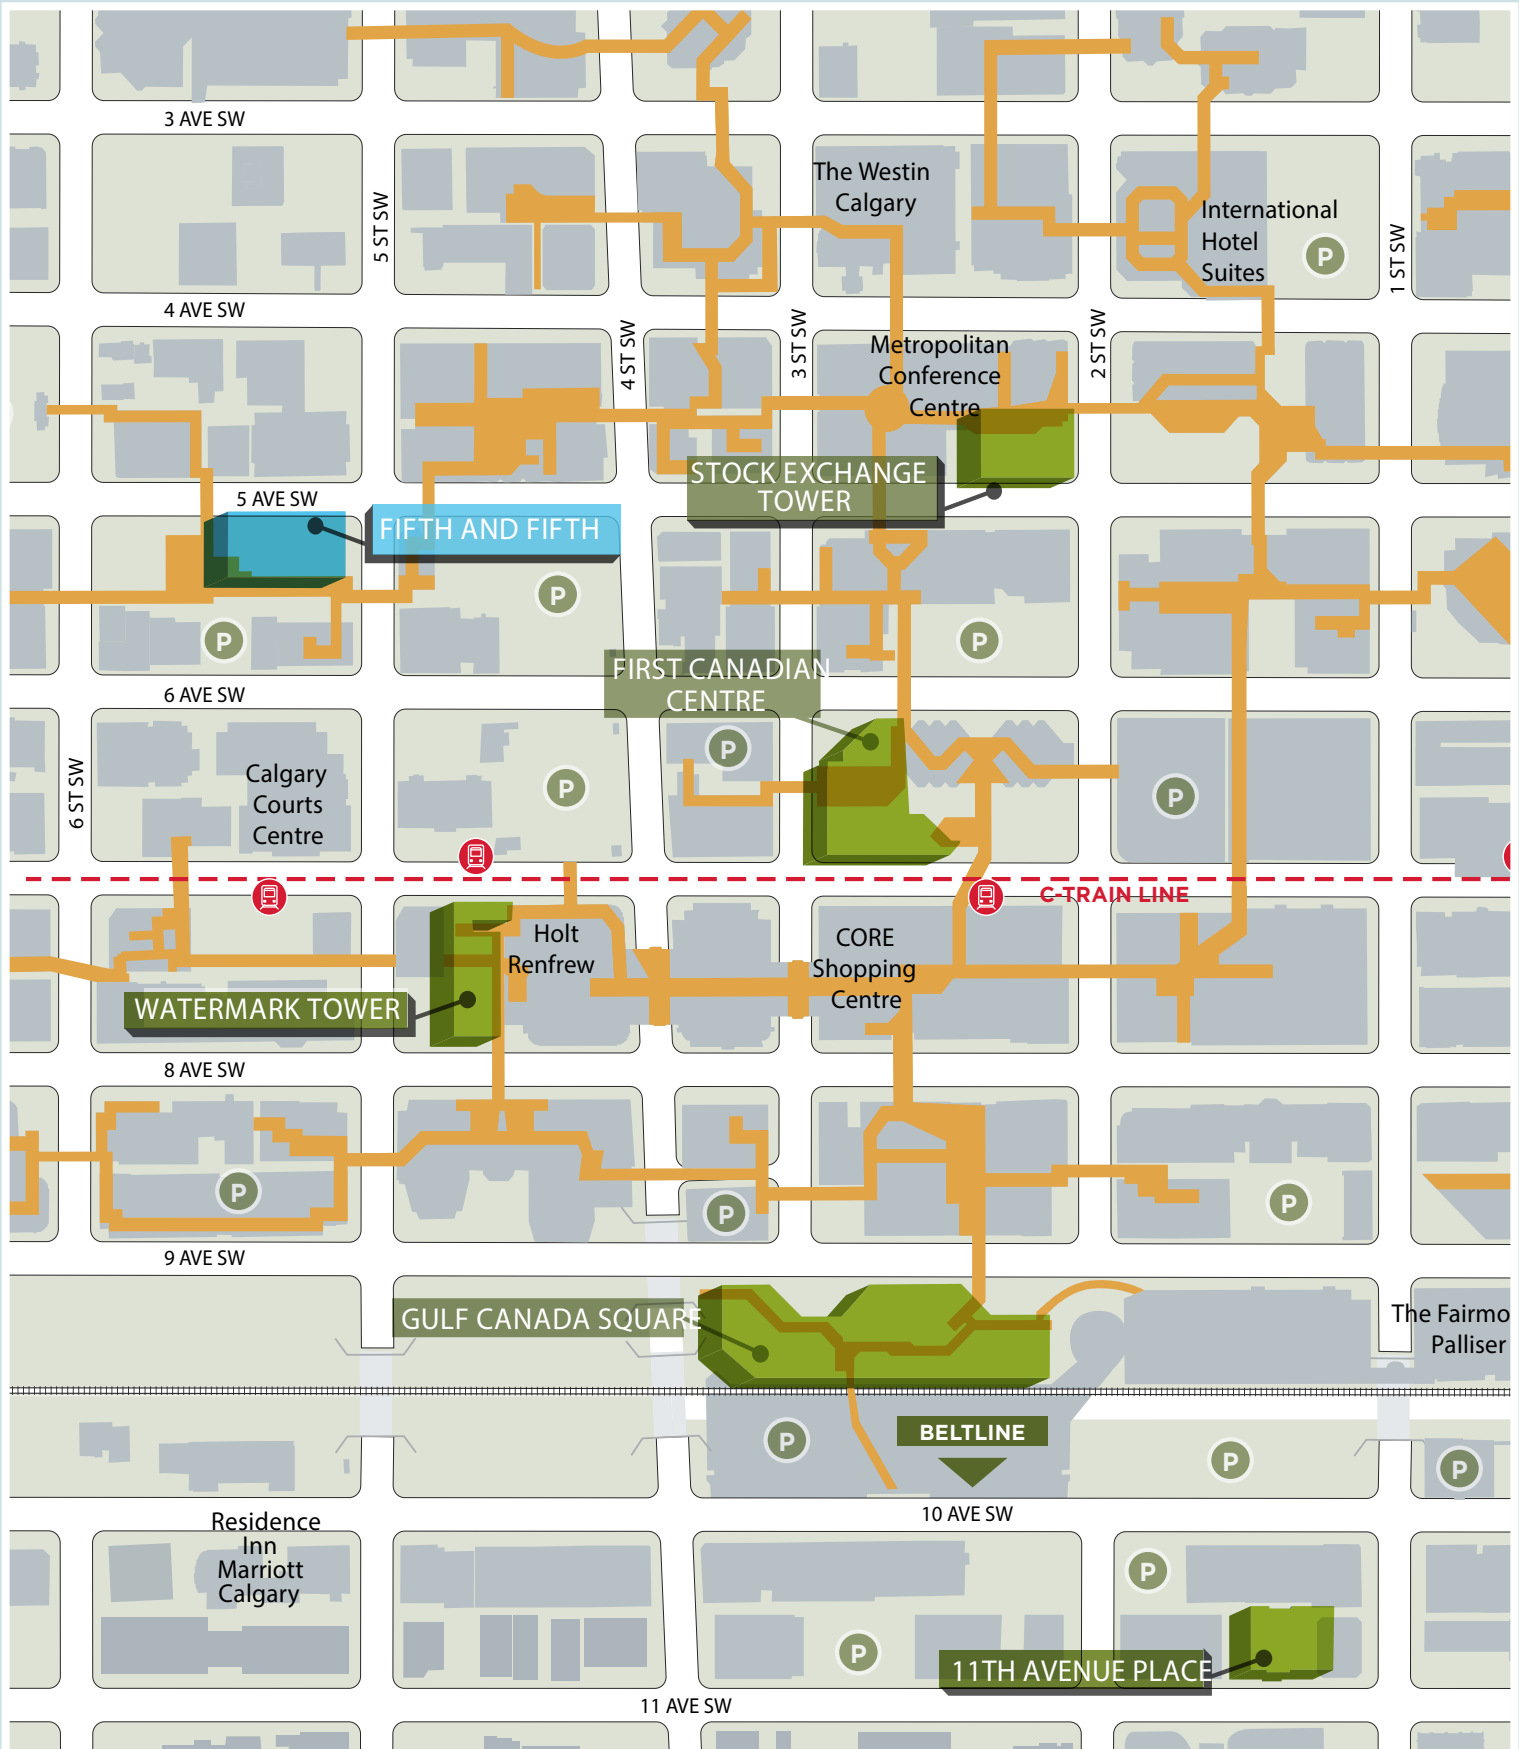 3 AVE SW
The Westin
Calgary
5 ST SW
International
Hotel
Suites
P
1 ST SW
4 AVE SW
4 ST SW
3 ST SW
2 ST SW
Metropolitan
Conference
Centre
STOCK EXCHANGE
TOWER
5 AVE SW
FIFTH AND FIFTH
P
P
P
FIRST CANADIAN
CENTRE
6 AVE SW
P
6 ST SW
Calgary
Courts
Centre
P
P
C-TRAIN LINE
Holt
Renfrew
CORE
Shopping
Centre
WATERMARK TOWER
8 AVE SW
P
P
P
9 AVE SW
GULF CANADA SQUARE
The Fairmo
Palliser
BELTLINE
P
P
P
10 AVE SW
Residence
Inn
Marriott
Calgary
P
P
11TH AVENUE PLACE
11 AVE SW